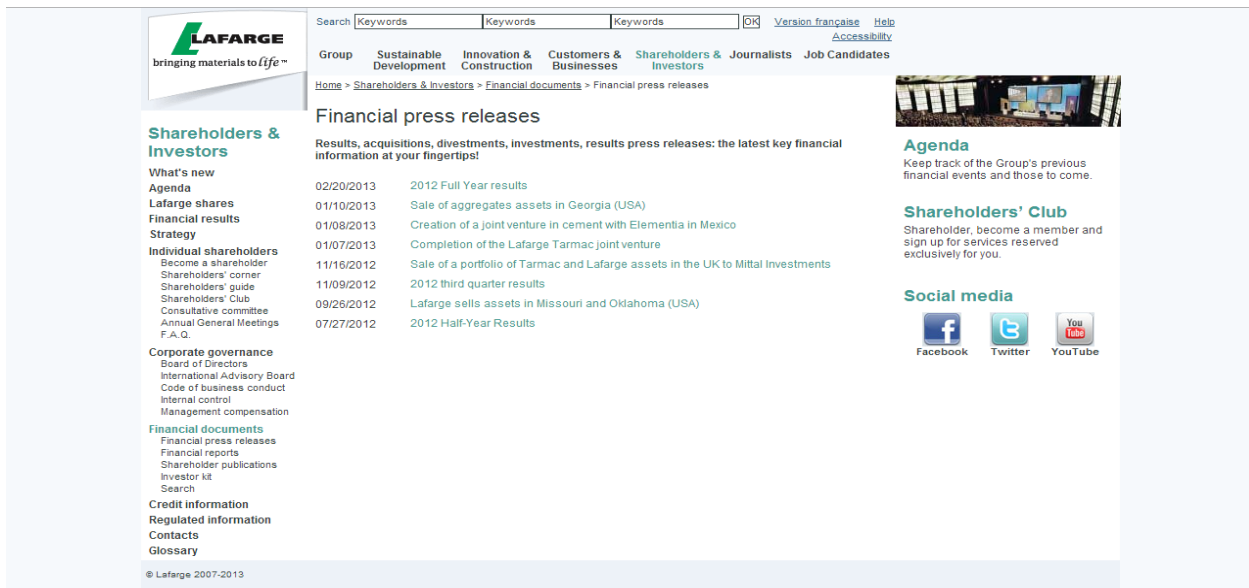 LAFARGE
bringing materials to life™
Search Keywords Keywords Keywords OK Version française Help
Accessibility
Group Sustainable Development Innovation & Construction Customers & Businesses Shareholders & Investors Journalists Job Candidates
Home > Shareholders & Investors > Financial documents > Financial press releases
Financial press releases
Results, acquisitions, divestments, investments, results press releases: the latest key financial
information at your fingertips!
02/20/2013 2012 Full Year results
01/10/2013 Sale of aggregates assets in Georgia (USA)
01/08/2013 Creation of a joint venture in cement with Elementia in Mexico
01/07/2013 Completion of the Lafarge Tarmac joint venture
11/16/2012 Sale of a portfolio of Tarmac and Lafarge assets in the UK to Mittal Investments
11/09/2012 2012 third quarter results
09/26/2012 Lafarge sells assets in Missouri and Oklahoma (USA)
07/27/2012 2012 Half-Year Results
Shareholders &
Investors
What's new
Agenda
Lafarge shares
Financial results
Strategy
Individual shareholders
Become a shareholder
Shareholders' corner
Shareholders' guide
Shareholders' Club
Consultative committee
Annual General Meetings
F.A.Q.
Corporate governance
Board of Directors
International Advisory Board
Code of business conduct
Internal control
Management compensation
Financial documents
Financial press releases
Financial reports
Shareholder publications
Investor kit
Search
Credit information
Regulated information
Contacts
Glossary
Agenda
Keep track of the Group's previous
financial events and those to come.
Shareholders' Club
Shareholder, become a member and
sign up for services reserved
exclusively for you.
Social media
You
Tube
Facebook Twitter YouTube
© Lafarge 2007-2013